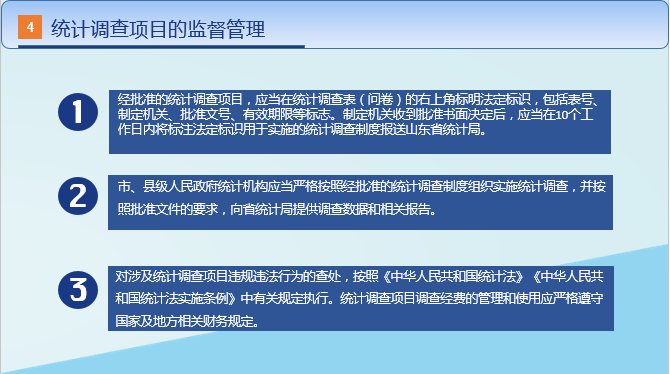 4 统计调查项目的监督管理
1
经批准的统计调查项目，应当在统计调查表（问卷）的右上角标明法定标识，包括表号、
制定机关、批准文号、有效期限等标志。制定机关收到批准书面决定后，应当在10个工
作日内将标注法定标识用于实施的统计调查制度报送山东省统计局。
2
市、县级人民政府统计机构应当严格按照经批准的统计调查制度组织实施统计调查，并按
照批准文件的要求，向省统计局提供调查数据和相关报告。
3
对涉及统计调查项目违规违法行为的查处，按照《中华人民共和国统计法》《中华人民共
和国统计法实施条例》中有关规定执行。统计调查项目调查经费的管理和使用应严格遵守
国家及地方相关财务规定。